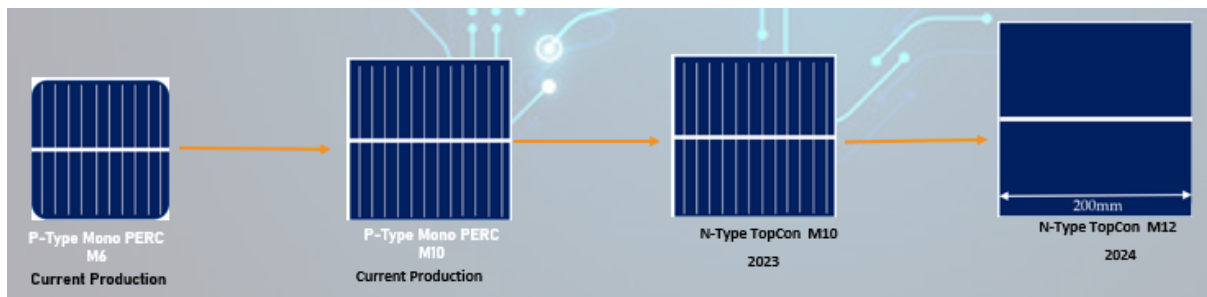 200mm
P-Type Mono PERC
M6
Current Production
P-Type Mono PERC
M10
Current Production
N-Type TopCon M10
2023
N-Type TopCon M12
2024